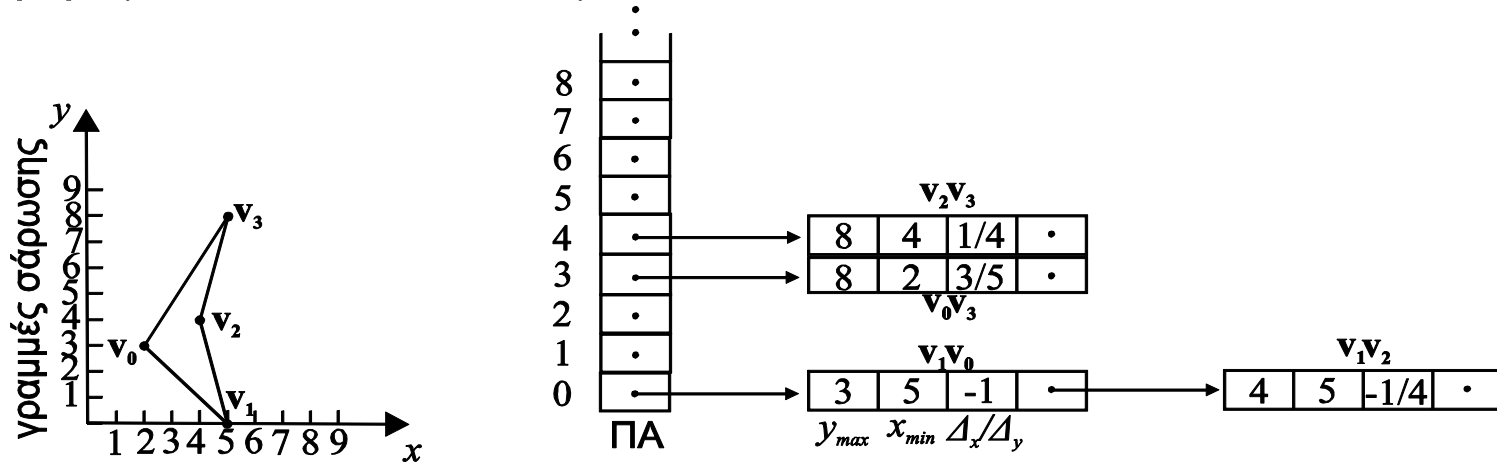 y
γραμμές σάρωσης
9
8
7
6
5
4
3
2
1
v₃
v₂
v₀
v₁
1 2 3 4 5 6 7 8 9
x
8
7
6
5
4
3
2
1
0
ΠΑ
v₂v₃
8 4 1/4
8 2 3/5
v₀v₃
v₁v₀
3 5 -1
yₘₐₓ xₘᵢₙ Δₓ/Δᵧ
v₁v₂
4 5 -1/4